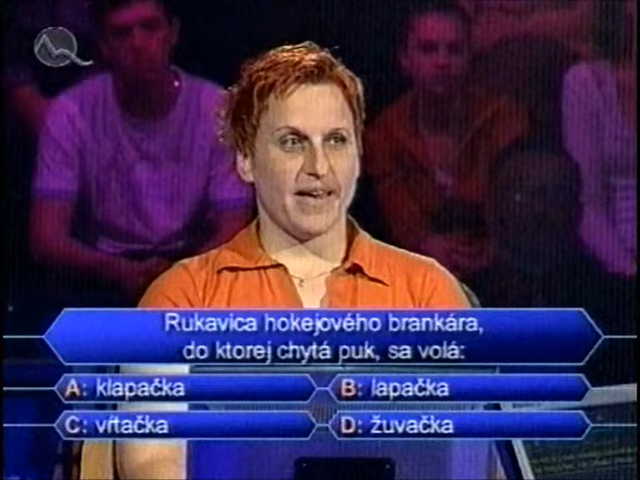 Rukavica hokejového brankára,
do ktorej chytá puk, sa volá:
A: klapačka
B: lapačka
C: vŕtačka
D: žuvačka